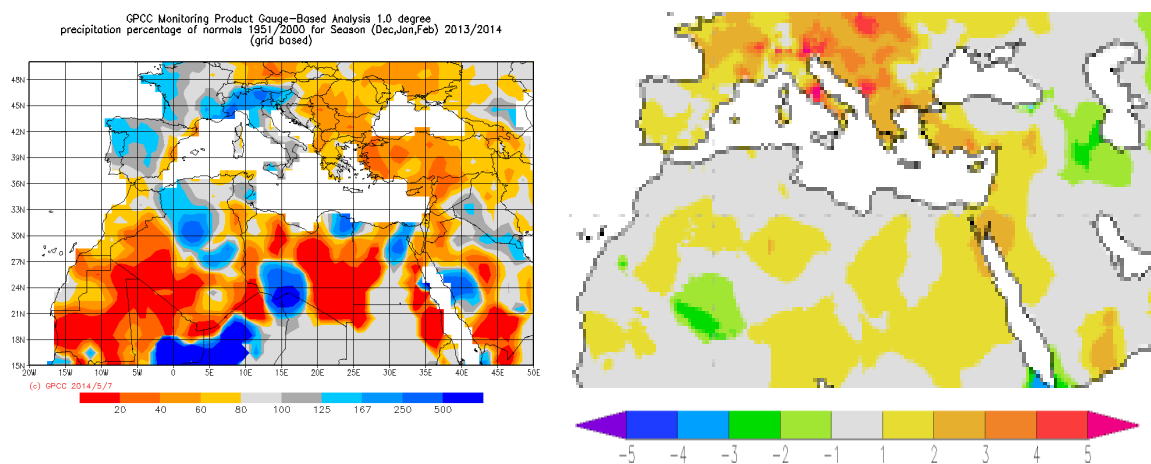 GPCC Monitoring Product Gauge-Based Analysis 1.0 degree
precipitation percentage of normals 1951/2000 for Season (Dec,Jan,Feb) 2013/2014
(grid based)
48N
45N
42N
39N
36N
33N
30N
27N
24N
21N
18N
15N
20W 15W 10W 5W 0 5E 10E 15E 20E 25E 30E 35E 40E 45E 50E
(c) GPCC 2014/5/7
20 40 60 80 100 125 167 250 500
-5 -4 -3 -2 -1 1 2 3 4 5